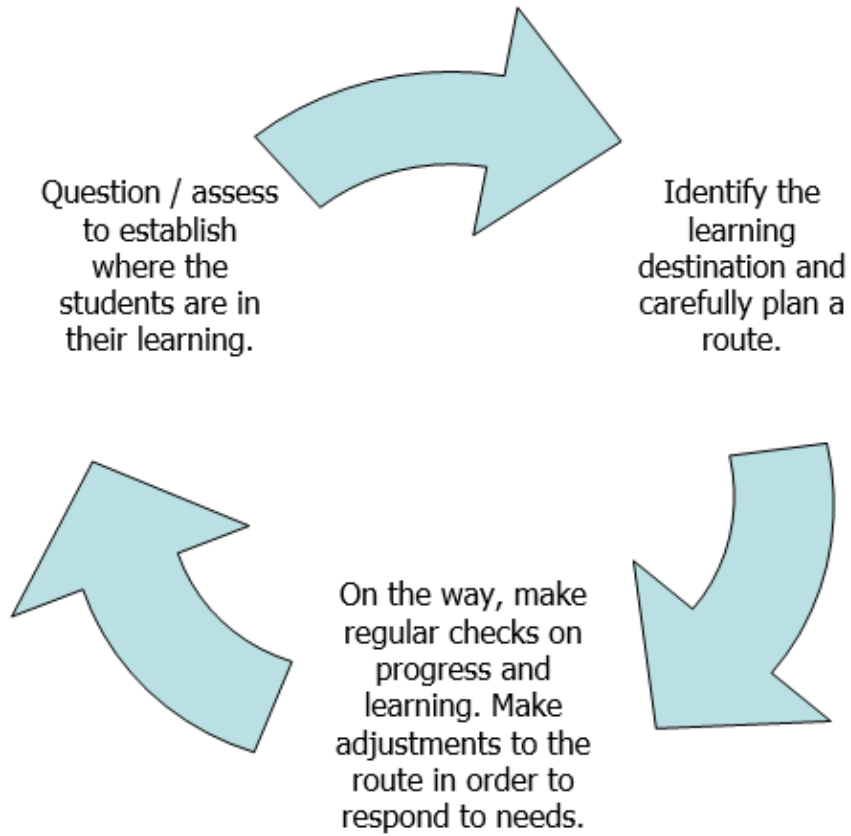 Question / assess
to establish
where the
students are in
their learning.
Identify the
learning
destination and
carefully plan a
route.
On the way, make
regular checks on
progress and
learning. Make
adjustments to the
route in order to
respond to needs.